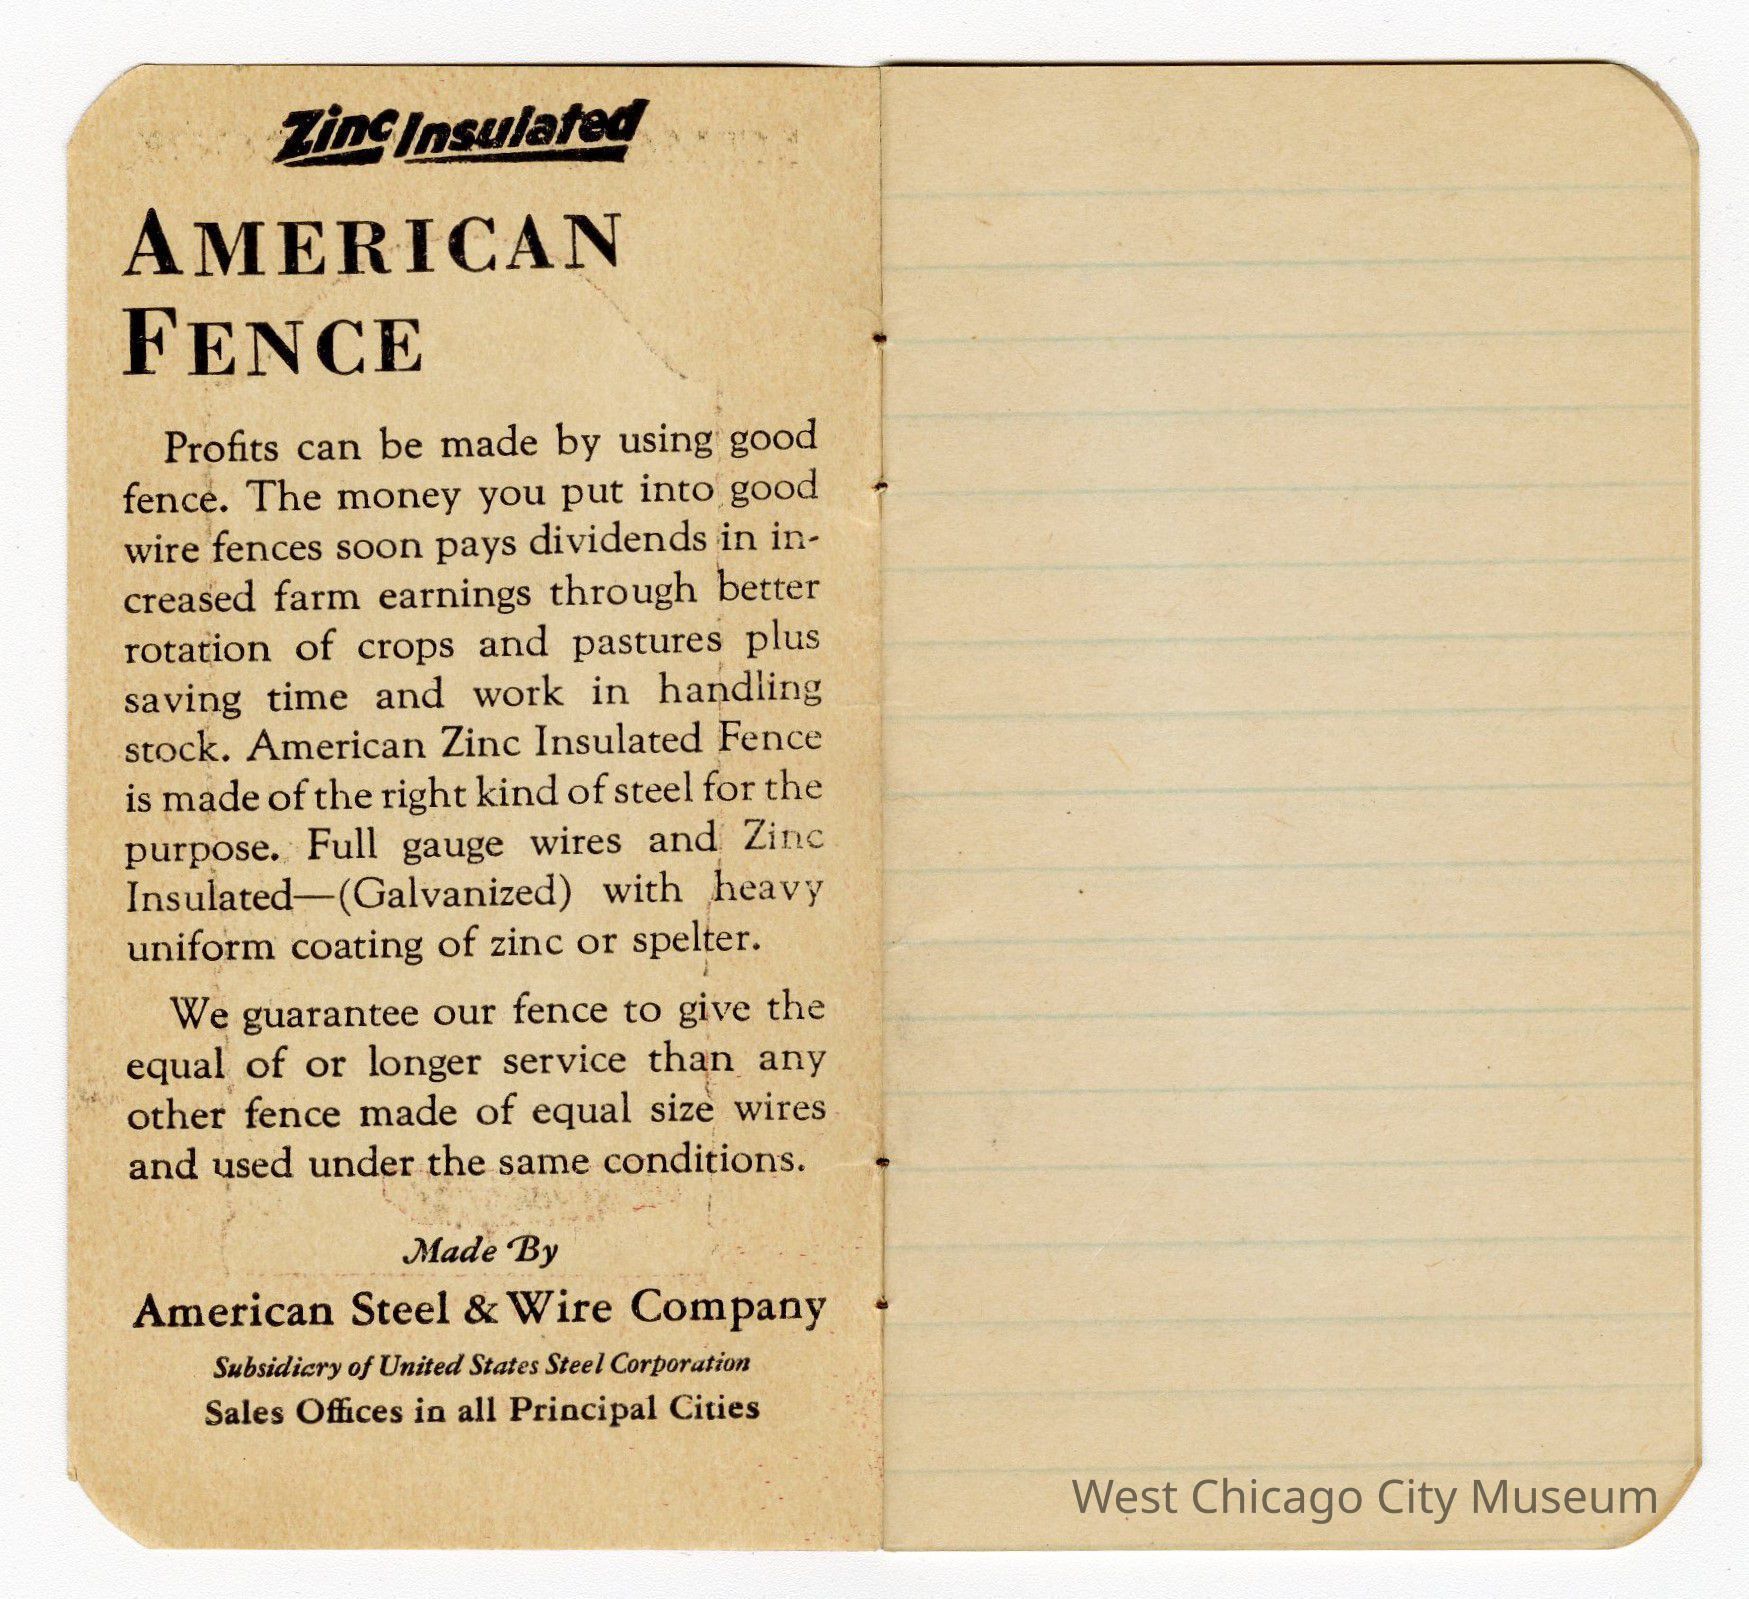 Zinc Insulated
AMERICAN
FENCE
Profits can be made by using good
fence. The money you put into good
wire fences soon pays dividends in in-
creased farm earnings through better
rotation of crops and pastures plus
saving time and work in handling
stock. American Zinc Insulated Fence
is made of the right kind of steel for the
purpose. Full gauge wires and Zinc
Insulated—(Galvanized) with heavy
uniform coating of zinc or spelter.
We guarantee our fence to give the
equal of or longer service than any
other fence made of equal size wires
and used under the same conditions.
Made By
American Steel & Wire Company
Subsidiary of United States Steel Corporation
Sales Offices in all Principal Cities
West Chicago City Museum